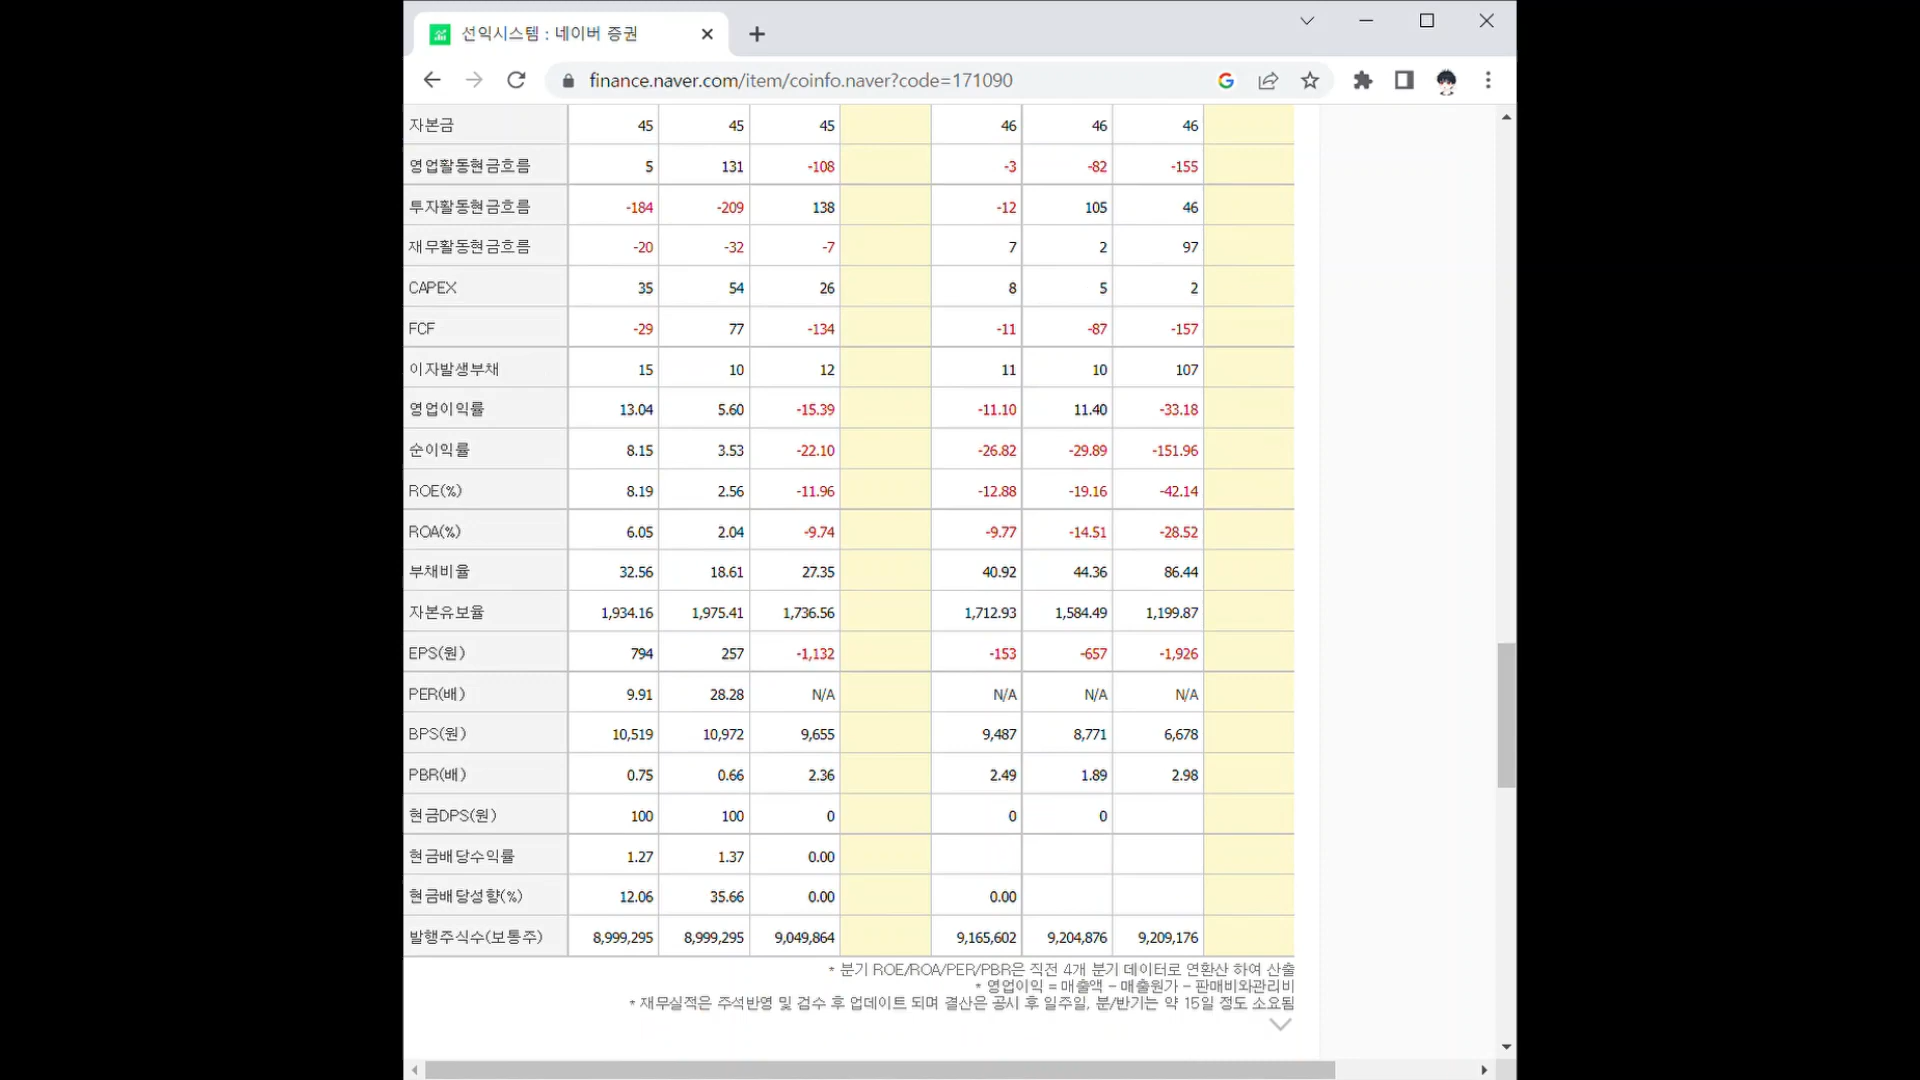 선익시스템 : 네이버 증권
finance.naver.com/item/coinfo.naver?code=171090
자본금 45 45 45 46 46 46
영업활동현금흐름 5 131 -108 -3 -82 -155
투자활동현금흐름 -184 -209 138 -12 105 46
재무활동현금흐름 -20 -32 -7 7 2 97
CAPEX 35 54 26 8 5 2
FCF -29 77 -134 -11 -87 -157
이자발생부채 15 10 12 11 10 107
영업이익률 13.04 5.60 -15.39 -11.10 11.40 -33.18
순이익률 8.15 3.53 -22.10 -26.82 -29.89 -151.96
ROE(%) 8.19 2.56 -11.96 -12.88 -19.16 -42.14
ROA(%) 6.05 2.04 -9.74 -9.77 -14.51 -28.52
부채비율 32.56 18.61 27.35 40.92 44.36 86.44
자본유보율 1,934.16 1,975.41 1,736.56 1,712.93 1,584.49 1,199.87
EPS(원) 794 257 -1,132 -153 -657 -1,926
PER(배) 9.91 28.28 N/A N/A N/A N/A
BPS(원) 10,519 10,972 9,655 9,487 8,771 6,678
PBR(배) 0.75 0.66 2.36 2.49 1.89 2.98
현금DPS(원) 100 100 0 0 0
현금배당수익률 1.27 1.37 0.00
현금배당성향(%) 12.06 35.66 0.00 0.00
발행주식수(보통주) 8,999,295 8,999,295 9,049,864 9,165,602 9,204,876 9,209,176
* 분기 ROE/ROA/PER/PBR은 직전 4개 분기 데이터로 연환산 하여 산출
* 영업이익 = 매출액 - 매출원가 - 판매비와관리비
* 재무실적은 주석반영 및 검수 후 업데이트 되며 결산은 공시 후 일주일, 분/반기는 약 15일 정도 소요됨